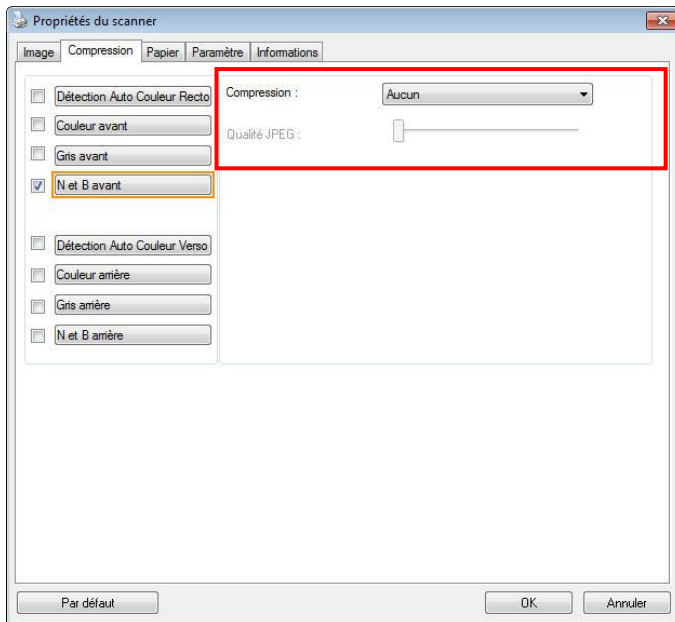 Propriétés du scanner
Image Compression Papier Paramètre Informations
Détection Auto Couleur Recto
Compression :
Aucun
Couleur avant
Qualité JPEG :
Gris avant
N et B avant
Détection Auto Couleur Verso
Couleur arrière
Gris arrière
N et B arrière
Par défaut
OK
Annuler